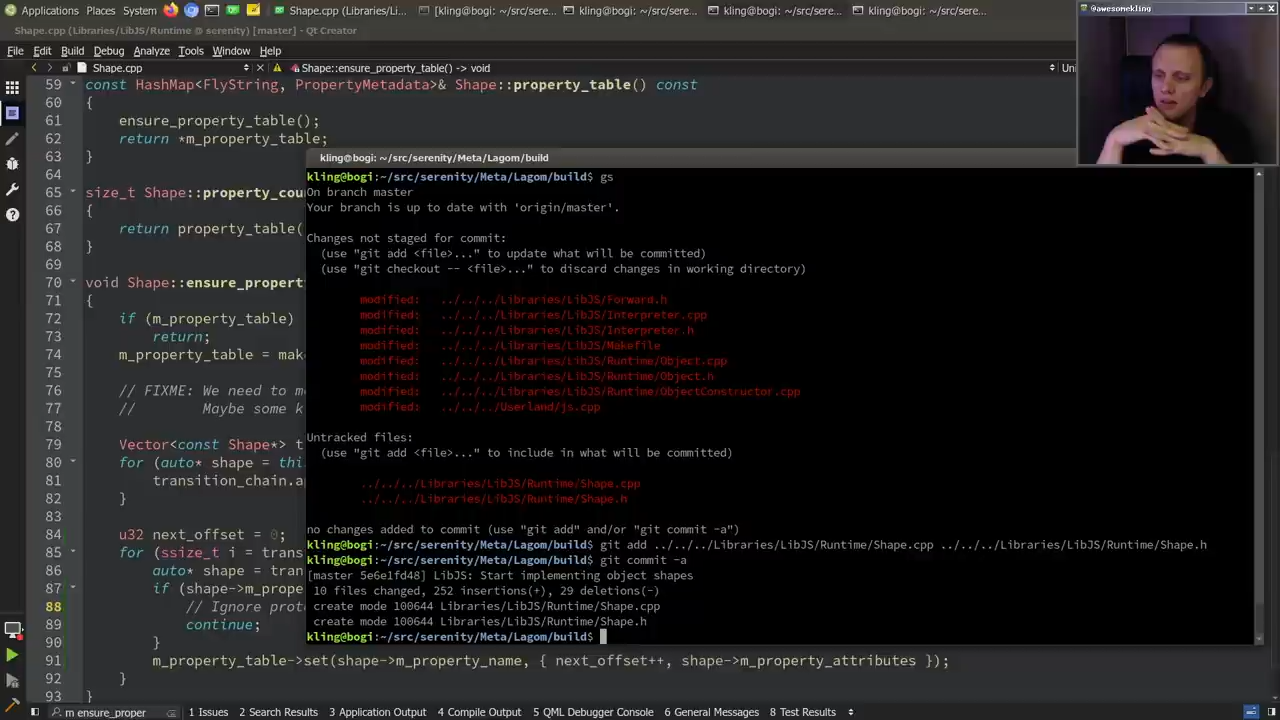 Applications Places System Shape.cpp (Libraries/Li... [kling@bogi: ~/src/sere... kling@bogi: ~/src/sere... kling@bogi: ~/src/sere... kling@bogi: ~/src/sere...
@awesomekling
Shape.cpp (Libraries/LibJS/Runtime @ serenity) [master] - Qt Creator
File Edit Build Debug Analyze Tools Window Help
Shape.cpp Shape::ensure_property_table() -> void Uni
59 const HashMap<FlyString, PropertyMetadata>& Shape::property_table() const
60 {
61 ensure_property_table();
62 return *m_property_table;
63 }
64
65 size_t Shape::property_cou
66 {
67 return property_table(
68 }
69
70 void Shape::ensure_propert
71 {
72 if (m_property_table)
73 return;
74 m_property_table = mak
75
76 // FIXME: We need to m
77 // Maybe some k
78
79 Vector<const Shape*> t
80 for (auto* shape = thi
81 transition_chain.ap
82 }
83
84 u32 next_offset = 0;
85 for (ssize_t i = trans
86 auto* shape = tran
87 if (shape->m_prope
88 // Ignore proto
89 continue;
90 }
91 m_property_table->set(shape->m_property_name, { next_offset++, shape->m_property_attributes });
92 }
93 }
kling@bogi: ~/src/serenity/Meta/Lagom/build
kling@bogi:~/src/serenity/Meta/Lagom/build$ gs
On branch master
Your branch is up to date with 'origin/master'.
Changes not staged for commit:
(use "git add <file>..." to update what will be committed)
(use "git checkout -- <file>..." to discard changes in working directory)
modified: ../../../Libraries/LibJS/Forward.h
modified: ../../../Libraries/LibJS/Interpreter.cpp
modified: ../../../Libraries/LibJS/Interpreter.h
modified: ../../../Libraries/LibJS/Makefile
modified: ../../../Libraries/LibJS/Runtime/Object.cpp
modified: ../../../Libraries/LibJS/Runtime/Object.h
modified: ../../../Libraries/LibJS/Runtime/ObjectConstructor.cpp
modified: ../../../Userland/js.cpp
Untracked files:
(use "git add <file>..." to include in what will be committed)
../../../Libraries/LibJS/Runtime/Shape.cpp
../../../Libraries/LibJS/Runtime/Shape.h
no changes added to commit (use "git add" and/or "git commit -a")
kling@bogi:~/src/serenity/Meta/Lagom/build$ git add ../../../Libraries/LibJS/Runtime/Shape.cpp ../../../Libraries/LibJS/Runtime/Shape.h
kling@bogi:~/src/serenity/Meta/Lagom/build$ git commit -a
[master 5e6e1fd48] LibJS: Start implementing object shapes
10 files changed, 252 insertions(+), 29 deletions(-)
create mode 100644 Libraries/LibJS/Runtime/Shape.cpp
create mode 100644 Libraries/LibJS/Runtime/Shape.h
kling@bogi:~/src/serenity/Meta/Lagom/build$
m ensure_proper 1 Issues 2 Search Results 3 Application Output 4 Compile Output 5 QML Debugger Console 6 General Messages 8 Test Results